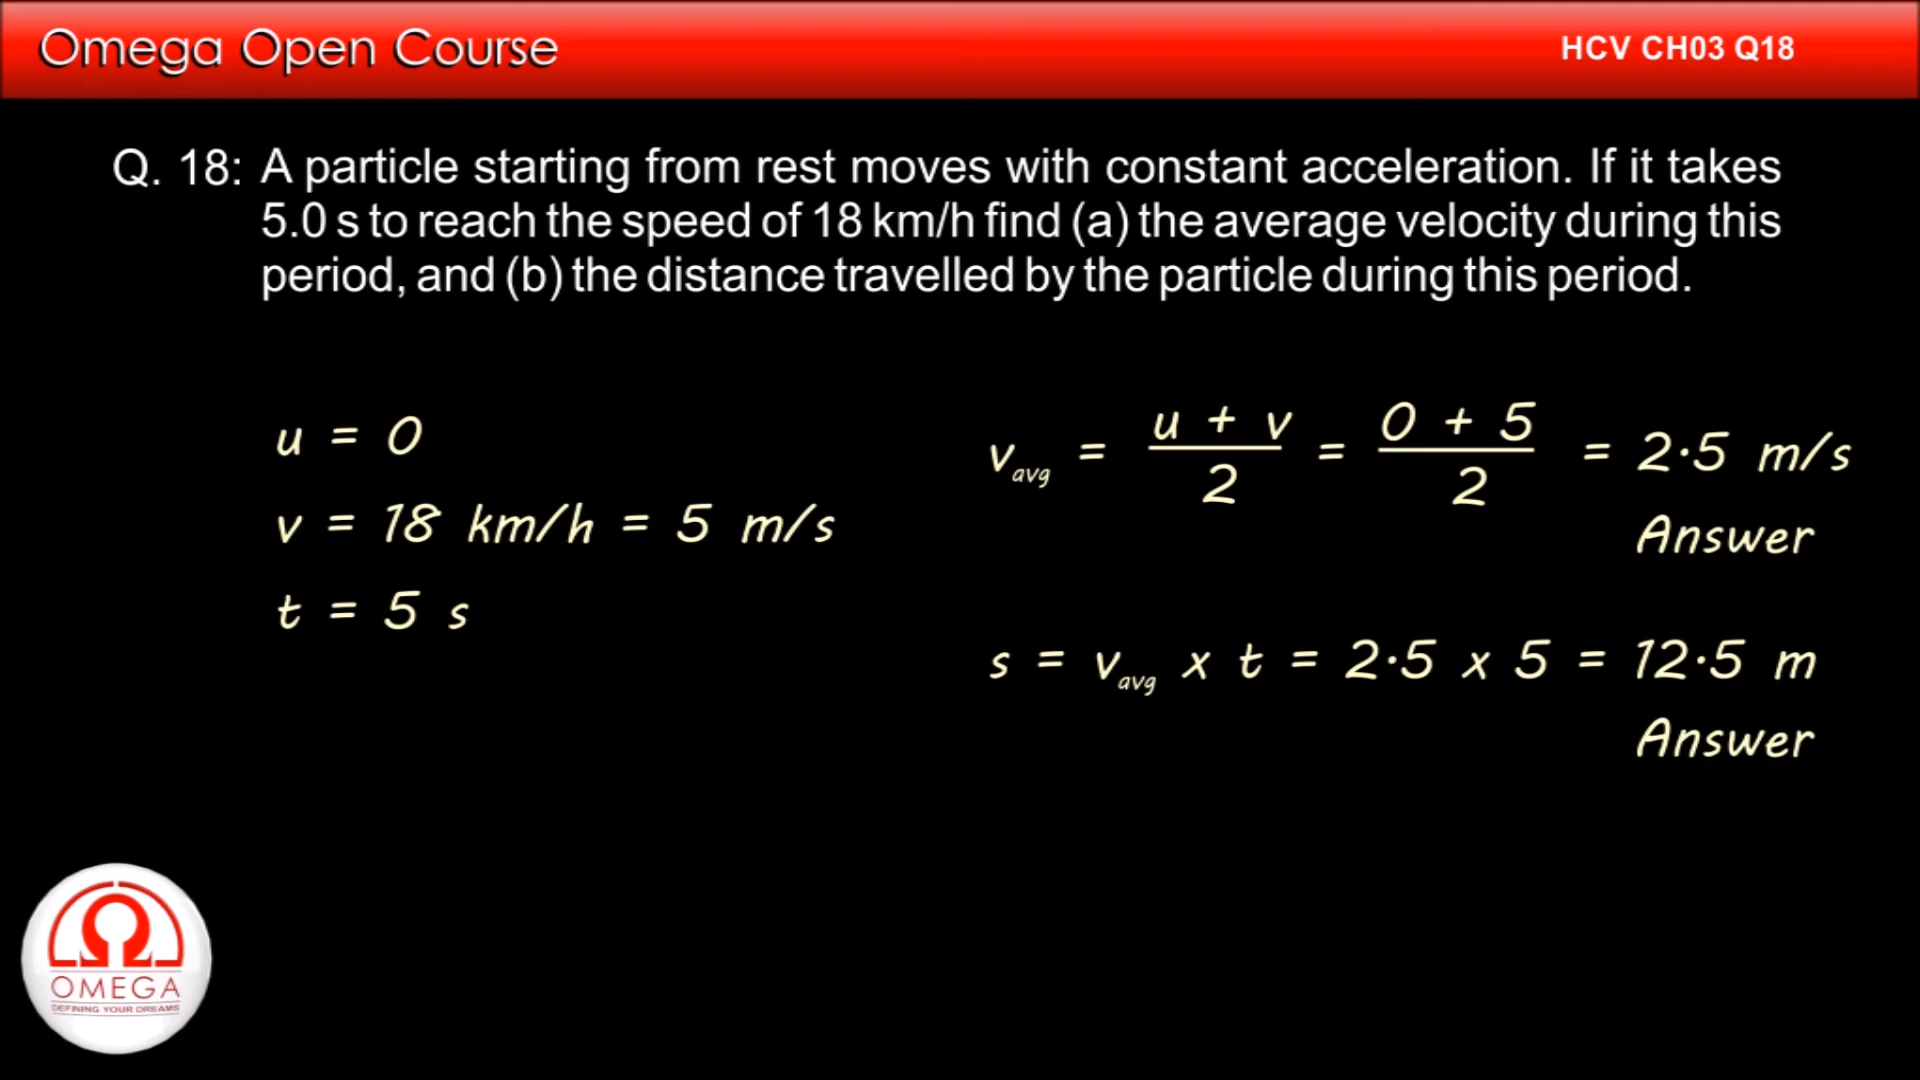 Omega Open Course
HCV CH03 Q18
Q. 18: A particle starting from rest moves with constant acceleration. If it takes
5.0 s to reach the speed of 18 km/h find (a) the average velocity during this
period, and (b) the distance travelled by the particle during this period.
u = 0
v = 18 km/h = 5 m/s
t = 5 s
v_avg = (u + v)/2 = (0 + 5)/2 = 2·5 m/s
Answer
s = v_avg x t = 2·5 x 5 = 12·5 m
Answer
OMEGA
DEFINING YOUR DREAMS